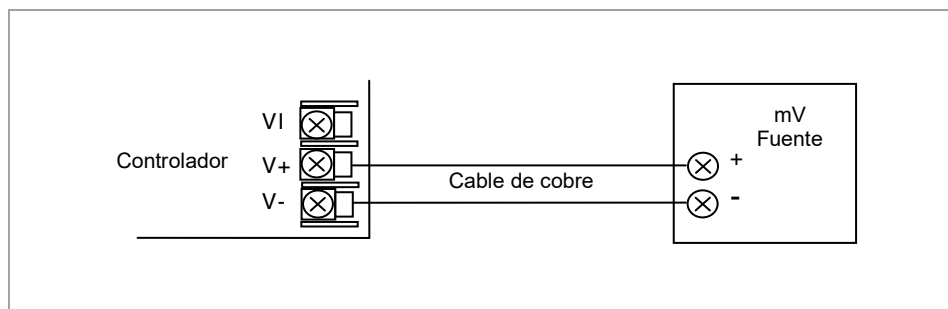 mV
Fuente
VI
Controlador
V+
V-
Cable de cobre
+
-